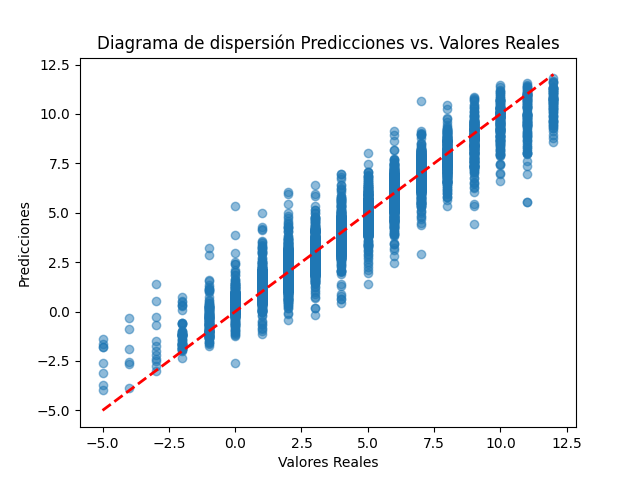 Diagrama de dispersión Predicciones vs. Valores Reales
12.5
10.0
7.5
5.0
2.5
0.0
−2.5
−5.0
Predicciones
−5.0 −2.5 0.0 2.5 5.0 7.5 10.0 12.5
Valores Reales